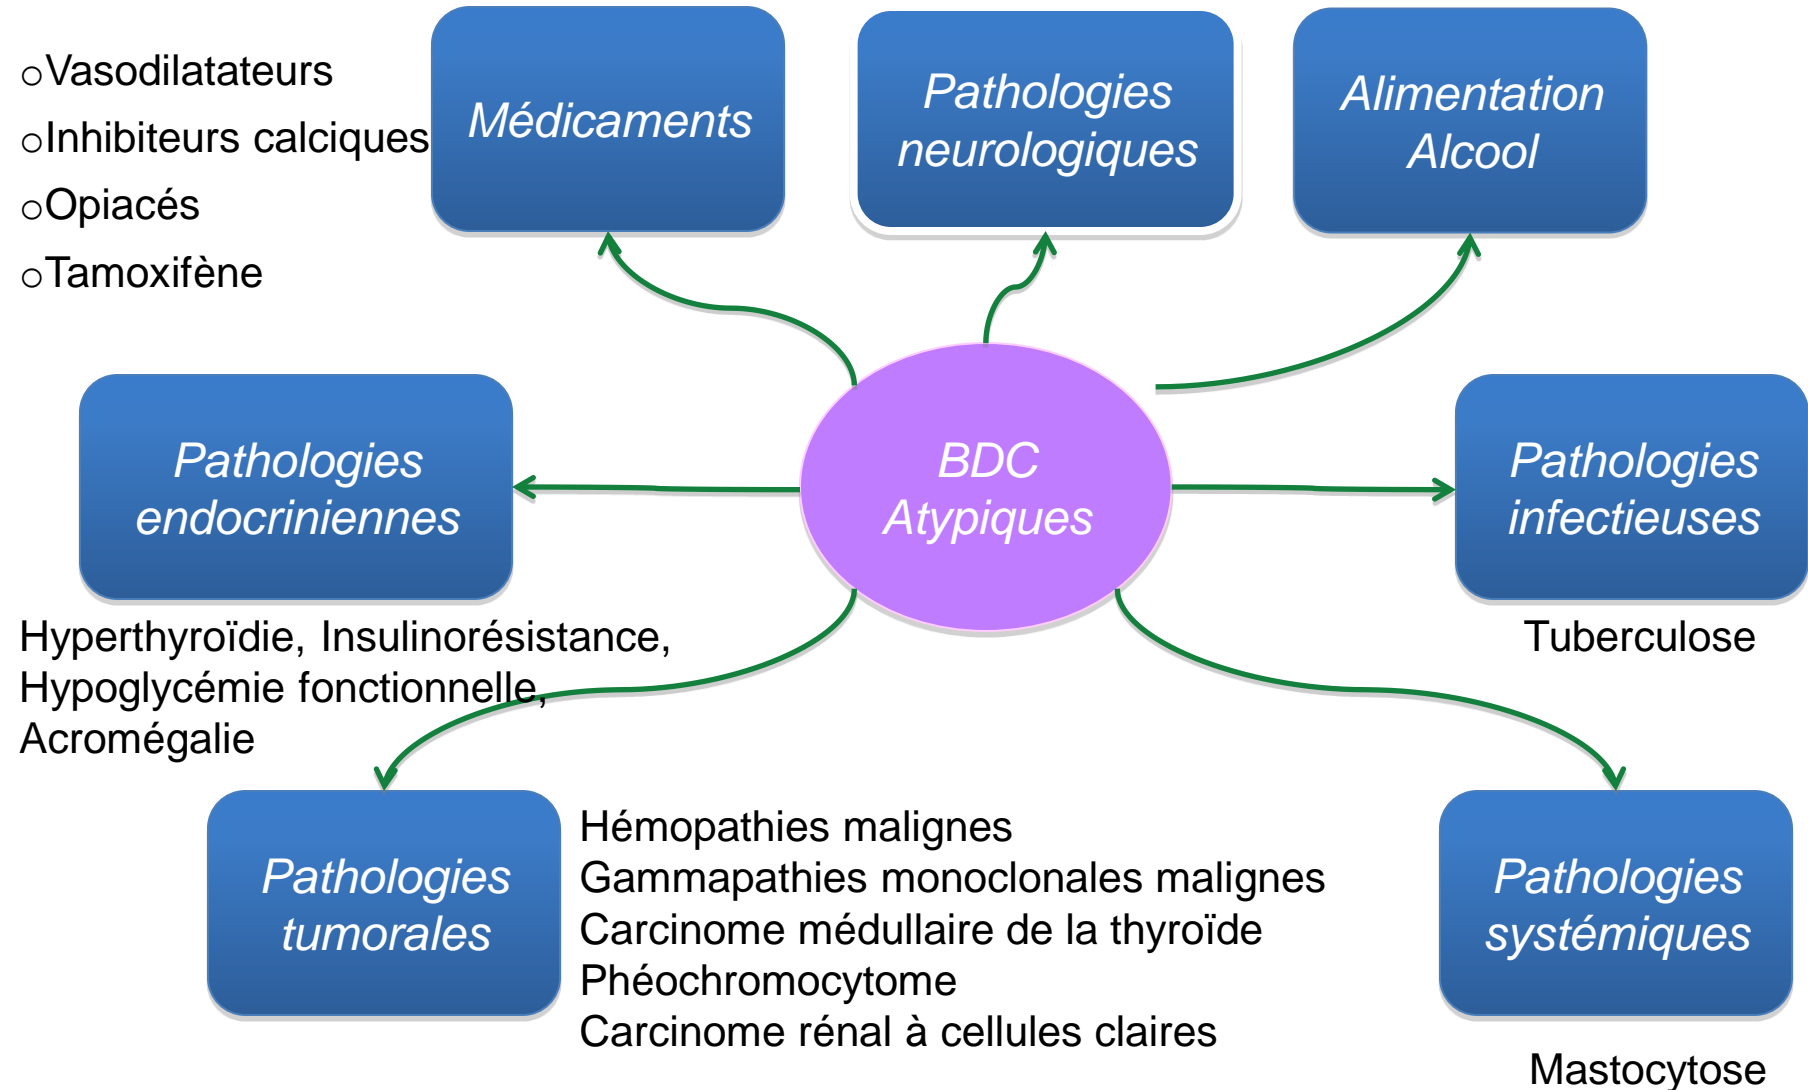 oVasodilatateurs
oInhibiteurs calciques
oOpiacés
oTamoxifène
Médicaments
Pathologies
neurologiques
Alimentation
Alcool
Pathologies
endocriniennes
BDC
Atypiques
Pathologies
infectieuses
Hyperthyroïdie, Insulinorésistance,
Hypoglycémie fonctionnelle,
Acromégalie
Tuberculose
Pathologies
tumorales
Hémopathies malignes
Gammapathies monoclonales malignes
Carcinome médullaire de la thyroïde
Phéochromocytome
Carcinome rénal à cellules claires
Pathologies
systémiques
Mastocytose